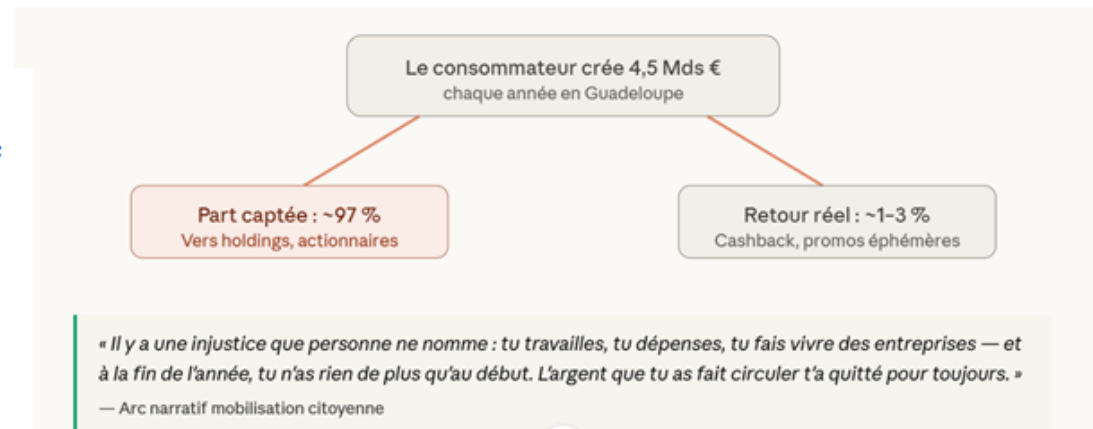 Le consommateur crée 4,5 Mds €
chaque année en Guadeloupe
Part captée : ~97 %
Vers holdings, actionnaires
Retour réel : ~1–3 %
Cashback, promos éphémères
« Il y a une injustice que personne ne nomme : tu travailles, tu dépenses, tu fais vivre des entreprises — et
à la fin de l'année, tu n'as rien de plus qu'au début. L'argent que tu as fait circuler t'a quitté pour toujours. »
— Arc narratif mobilisation citoyenne